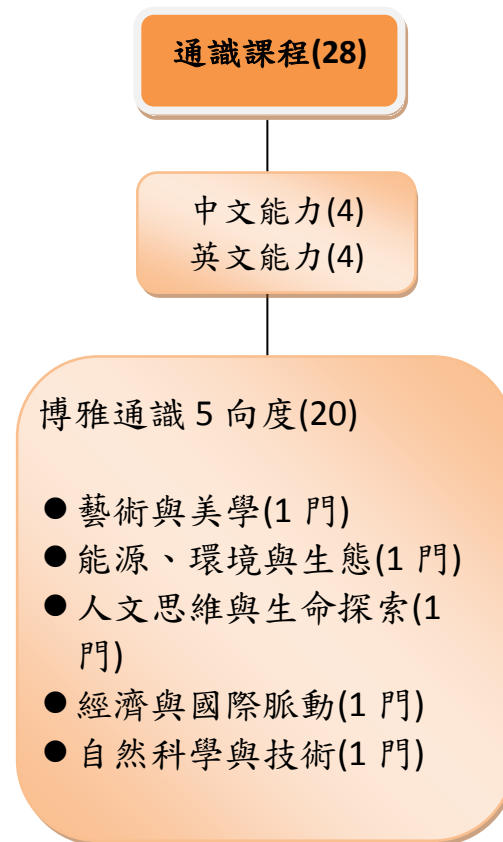 通識課程(28)
中文能力(4)
英文能力(4)
博雅通識 5 向度(20)
●藝術與美學(1 門)
●能源、環境與生態(1 門)
●人文思維與生命探索(1
門)
●經濟與國際脈動(1 門)
●自然科學與技術(1 門)